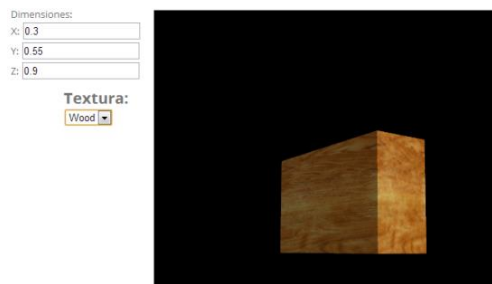 Dimensiones:
X: 0.3
Y: 0.55
Z: 0.9
Textura:
Wood